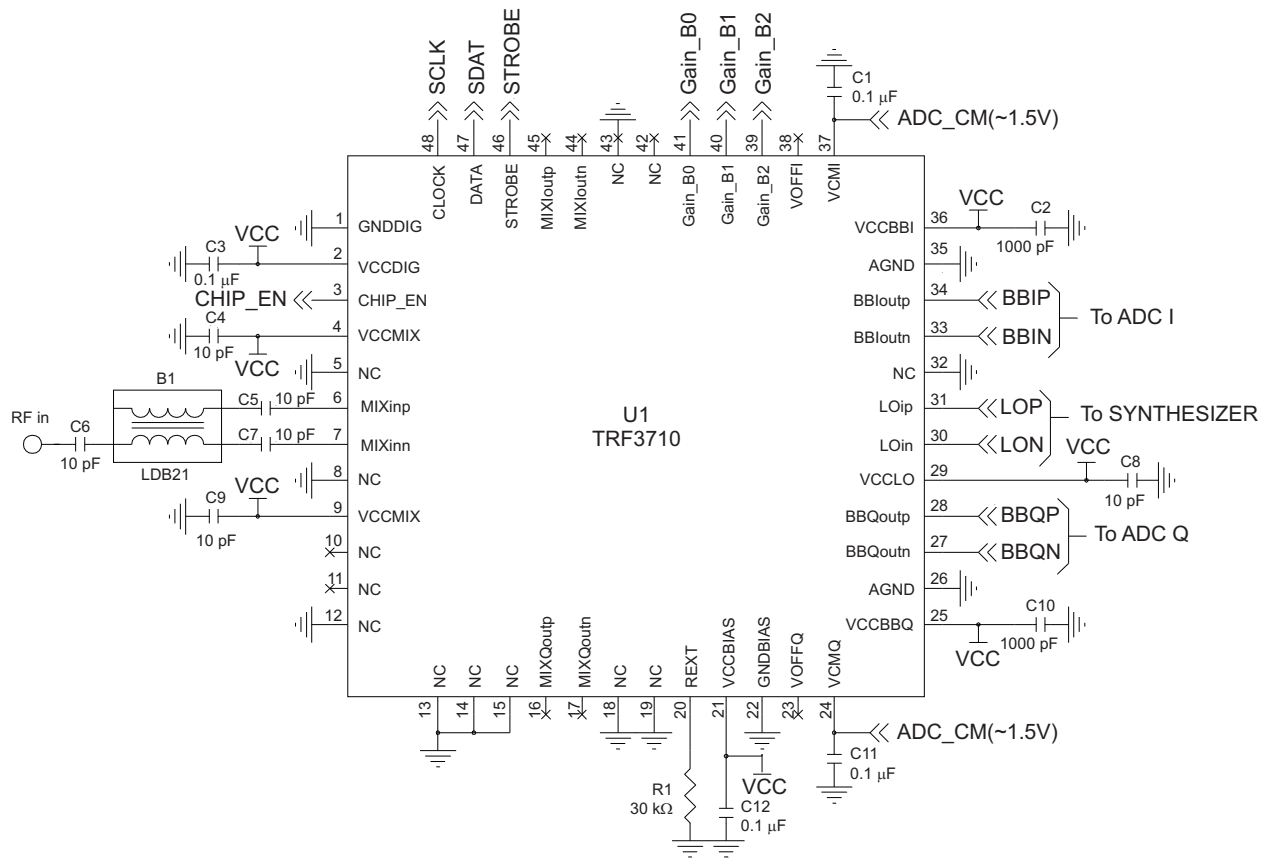 SCLK
SDAT
STROBE
Gain_B0
Gain_B1
Gain_B2
C1
0.1 μF
ADC_CM(~1.5V)
48
47
46
45
44
43
42
41
40
39
38
37
CLOCK
DATA
STROBE
MIXIoutp
MIXIoutn
NC
NC
Gain_B0
Gain_B1
Gain_B2
VOFFI
VCMI
1
GNDDIG
C3
VCC
0.1 μF
2
VCCDIG
CHIP_EN
3
CHIP_EN
C4
10 pF
VCC
4
VCCMIX
5
NC
B1
RF in
C6
10 pF
LDB21
C5
10 pF
6
MIXinp
C7
10 pF
7
MIXinn
8
NC
C9
VCC
10 pF
9
VCCMIX
10
NC
11
NC
12
NC
U1
TRF3710
VCCBBI
36
VCC
C2
1000 pF
AGND
35
BBIoutp
34
BBIP
BBIoutn
33
BBIN
To ADC I
NC
32
LOip
31
LOP
LOin
30
LON
To SYNTHESIZER
VCCLO
29
VCC
C8
10 pF
BBQoutp
28
BBQP
BBQoutn
27
BBQN
To ADC Q
AGND
26
VCCBBQ
25
VCC
C10
1000 pF
NC
NC
NC
MIXQoutp
MIXQoutn
NC
NC
REXT
VCCBIAS
GNDBIAS
VOFFQ
VCMQ
13
14
15
16
17
18
19
20
21
22
23
24
ADC_CM(~1.5V)
C11
0.1 μF
R1
30 kΩ
VCC
C12
0.1 μF